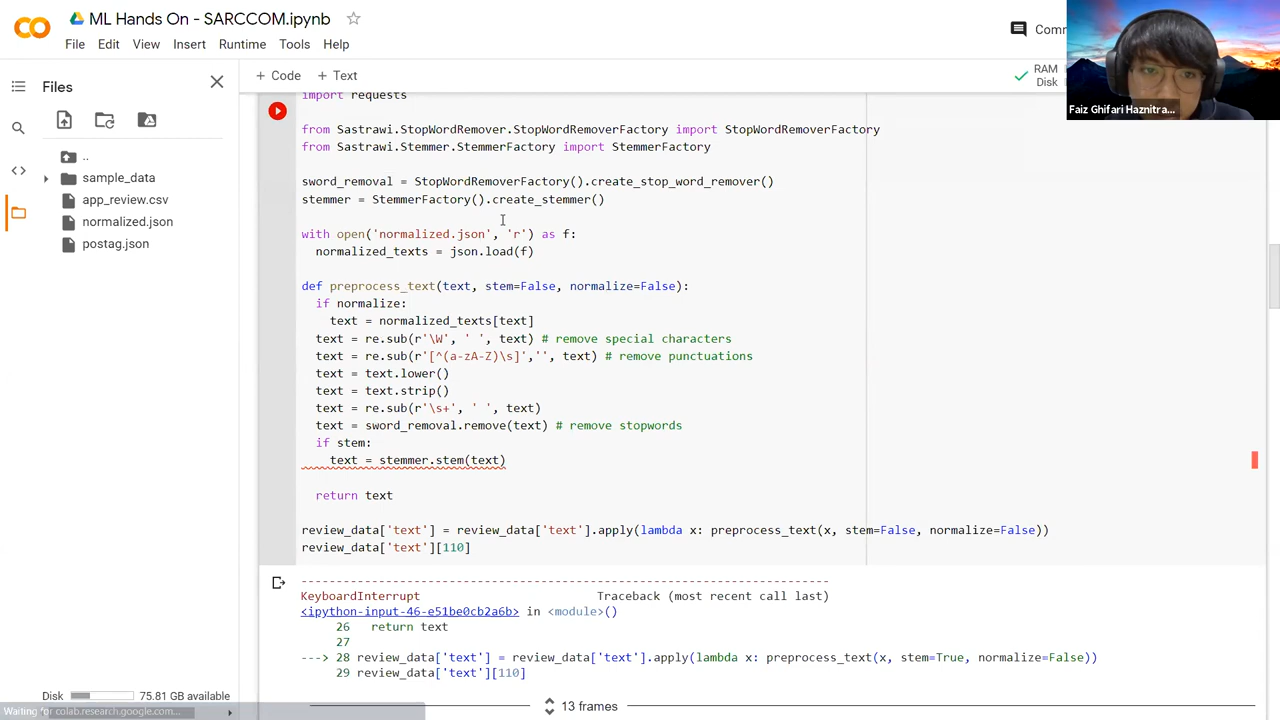 ML Hands On - SARCCOM.ipynb
File Edit View Insert Runtime Tools Help
Faiz Ghifari Haznitra...
Files
+ Code + Text
RAM
Disk
..
sample_data
app_review.csv
normalized.json
postag.json
import requests
from Sastrawi.StopWordRemover.StopWordRemoverFactory import StopWordRemoverFactory
from Sastrawi.Stemmer.StemmerFactory import StemmerFactory
sword_removal = StopWordRemoverFactory().create_stop_word_remover()
stemmer = StemmerFactory().create_stemmer()
with open('normalized.json', 'r') as f:
normalized_texts = json.load(f)
def preprocess_text(text, stem=False, normalize=False):
if normalize:
text = normalized_texts[text]
text = re.sub(r'\W', ' ', text) # remove special characters
text = re.sub(r'[^(a-zA-Z)\s]','', text) # remove punctuations
text = text.lower()
text = text.strip()
text = re.sub(r'\s+', ' ', text)
text = sword_removal.remove(text) # remove stopwords
if stem:
text = stemmer.stem(text)
return text
review_data['text'] = review_data['text'].apply(lambda x: preprocess_text(x, stem=False, normalize=False))
review_data['text'][110]
---------------------------------------------------------------------------
KeyboardInterrupt Traceback (most recent call last)
<ipython-input-46-e51be0cb2a6b> in <module>()
26 return text
27
---> 28 review_data['text'] = review_data['text'].apply(lambda x: preprocess_text(x, stem=True, normalize=False))
29 review_data['text'][110]
13 frames
Disk 75.81 GB available
Waiting for colab.research.google.com...